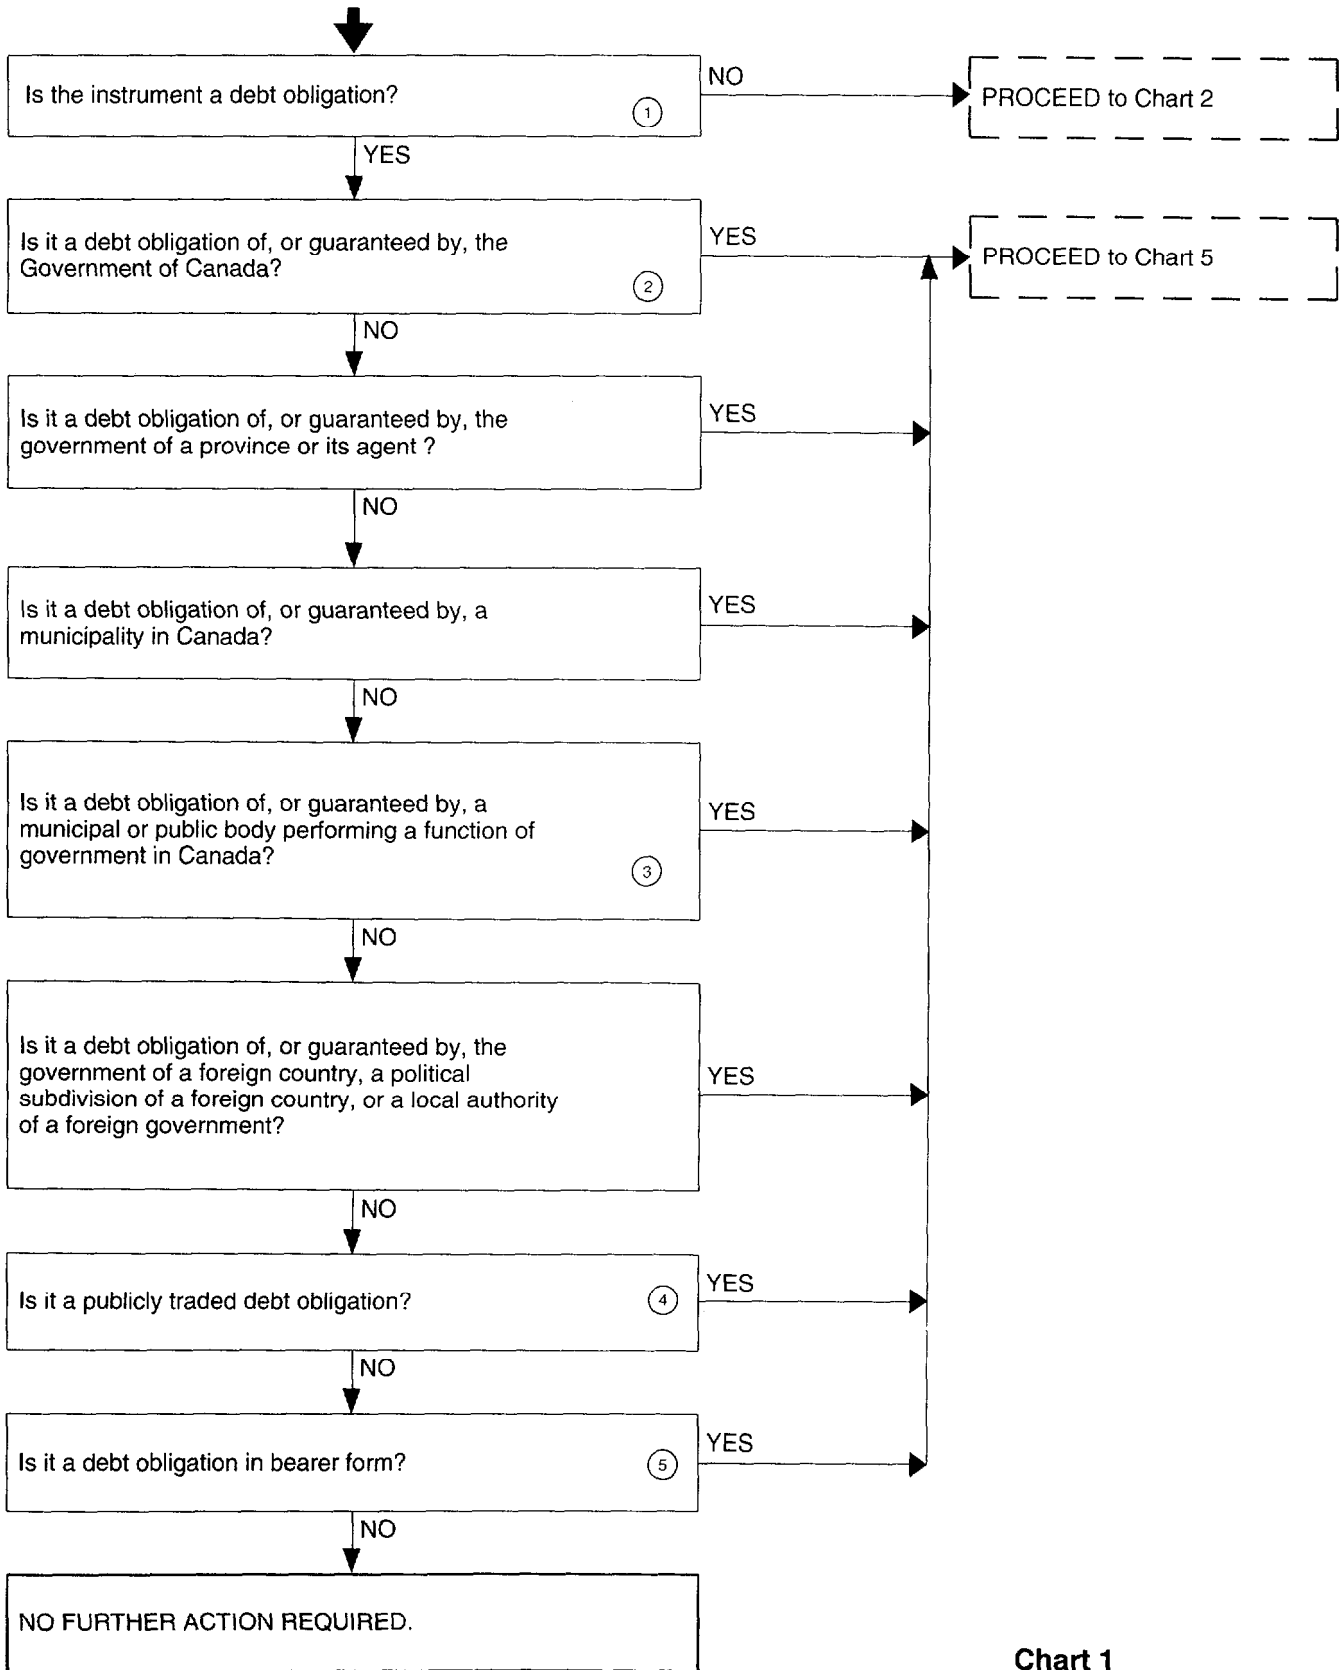 Is the instrument a debt obligation?
1
NO
PROCEED to Chart 2
YES
Is it a debt obligation of, or guaranteed by, the
Government of Canada?
2
YES
PROCEED to Chart 5
NO
Is it a debt obligation of, or guaranteed by, the
government of a province or its agent ?
YES
NO
Is it a debt obligation of, or guaranteed by, a
municipality in Canada?
YES
NO
Is it a debt obligation of, or guaranteed by, a
municipal or public body performing a function of
government in Canada?
3
YES
NO
Is it a debt obligation of, or guaranteed by, the
government of a foreign country, a political
subdivision of a foreign country, or a local authority
of a foreign government?
YES
NO
Is it a publicly traded debt obligation?
4
YES
NO
Is it a debt obligation in bearer form?
5
YES
NO
NO FURTHER ACTION REQUIRED.
Chart 1